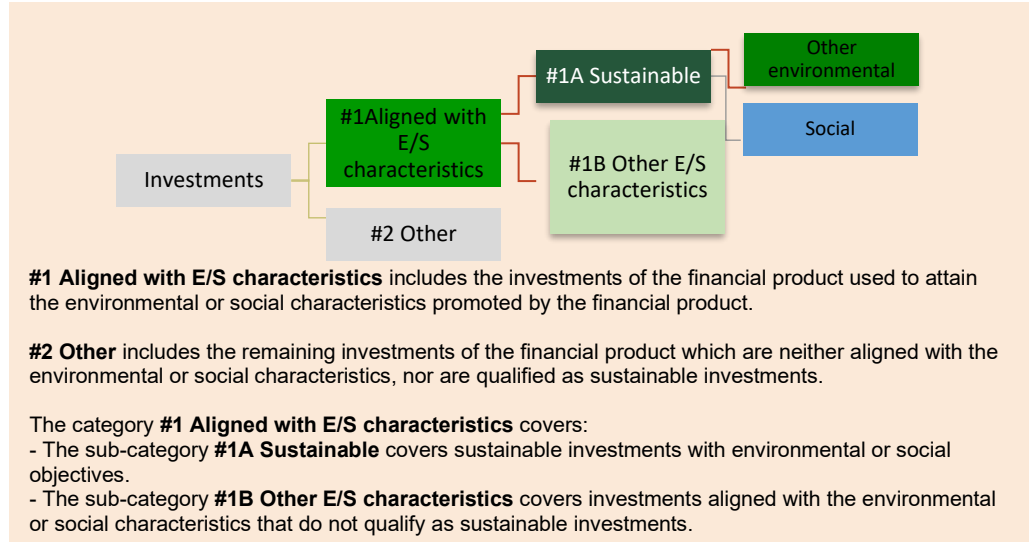 Other
environmental
#1A Sustainable
#1Aligned with
E/S
characteristics
Social
#1B Other E/S
characteristics
Investments
#2 Other
#1 Aligned with E/S characteristics includes the investments of the financial product used to attain
the environmental or social characteristics promoted by the financial product.
#2 Other includes the remaining investments of the financial product which are neither aligned with the
environmental or social characteristics, nor are qualified as sustainable investments.
The category #1 Aligned with E/S characteristics covers:
- The sub-category #1A Sustainable covers sustainable investments with environmental or social
objectives.
- The sub-category #1B Other E/S characteristics covers investments aligned with the environmental
or social characteristics that do not qualify as sustainable investments.